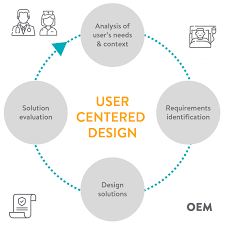 Analysis of
user's needs
& context
Solution
evaluation
USER
CENTERED
DESIGN
Requirements
identification
Design
solutions
OEM